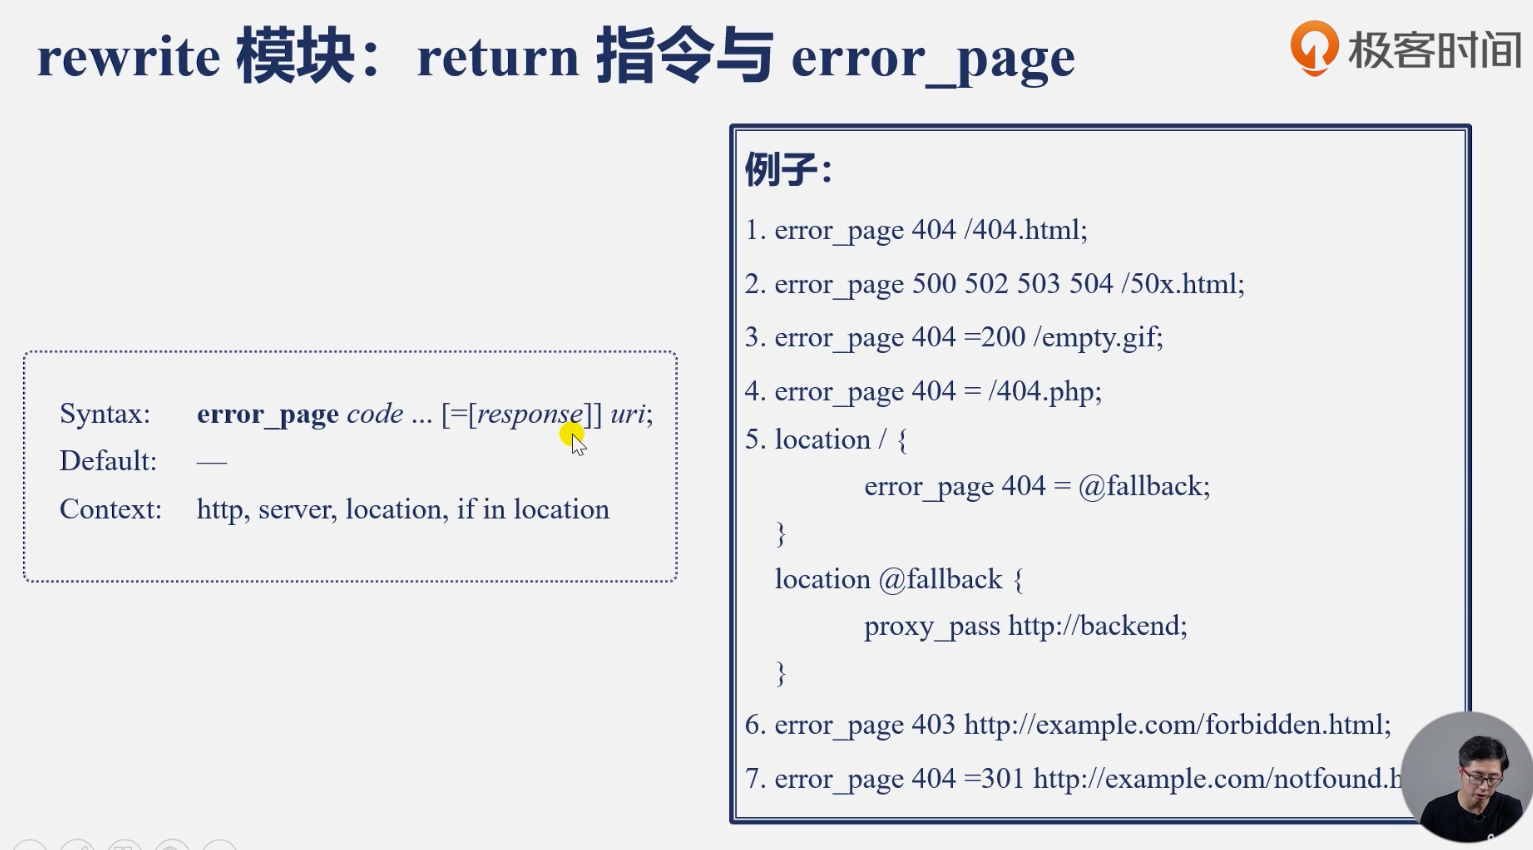 rewrite 模块：return 指令与 error_page
极客时间
Syntax: error_page code ... [=[response]] uri;
Default: —
Context: http, server, location, if in location
例子：
1. error_page 404 /404.html;
2. error_page 500 502 503 504 /50x.html;
3. error_page 404 =200 /empty.gif;
4. error_page 404 = /404.php;
5. location / {
error_page 404 = @fallback;
}
location @fallback {
proxy_pass http://backend;
}
6. error_page 403 http://example.com/forbidden.html;
7. error_page 404 =301 http://example.com/notfound.h